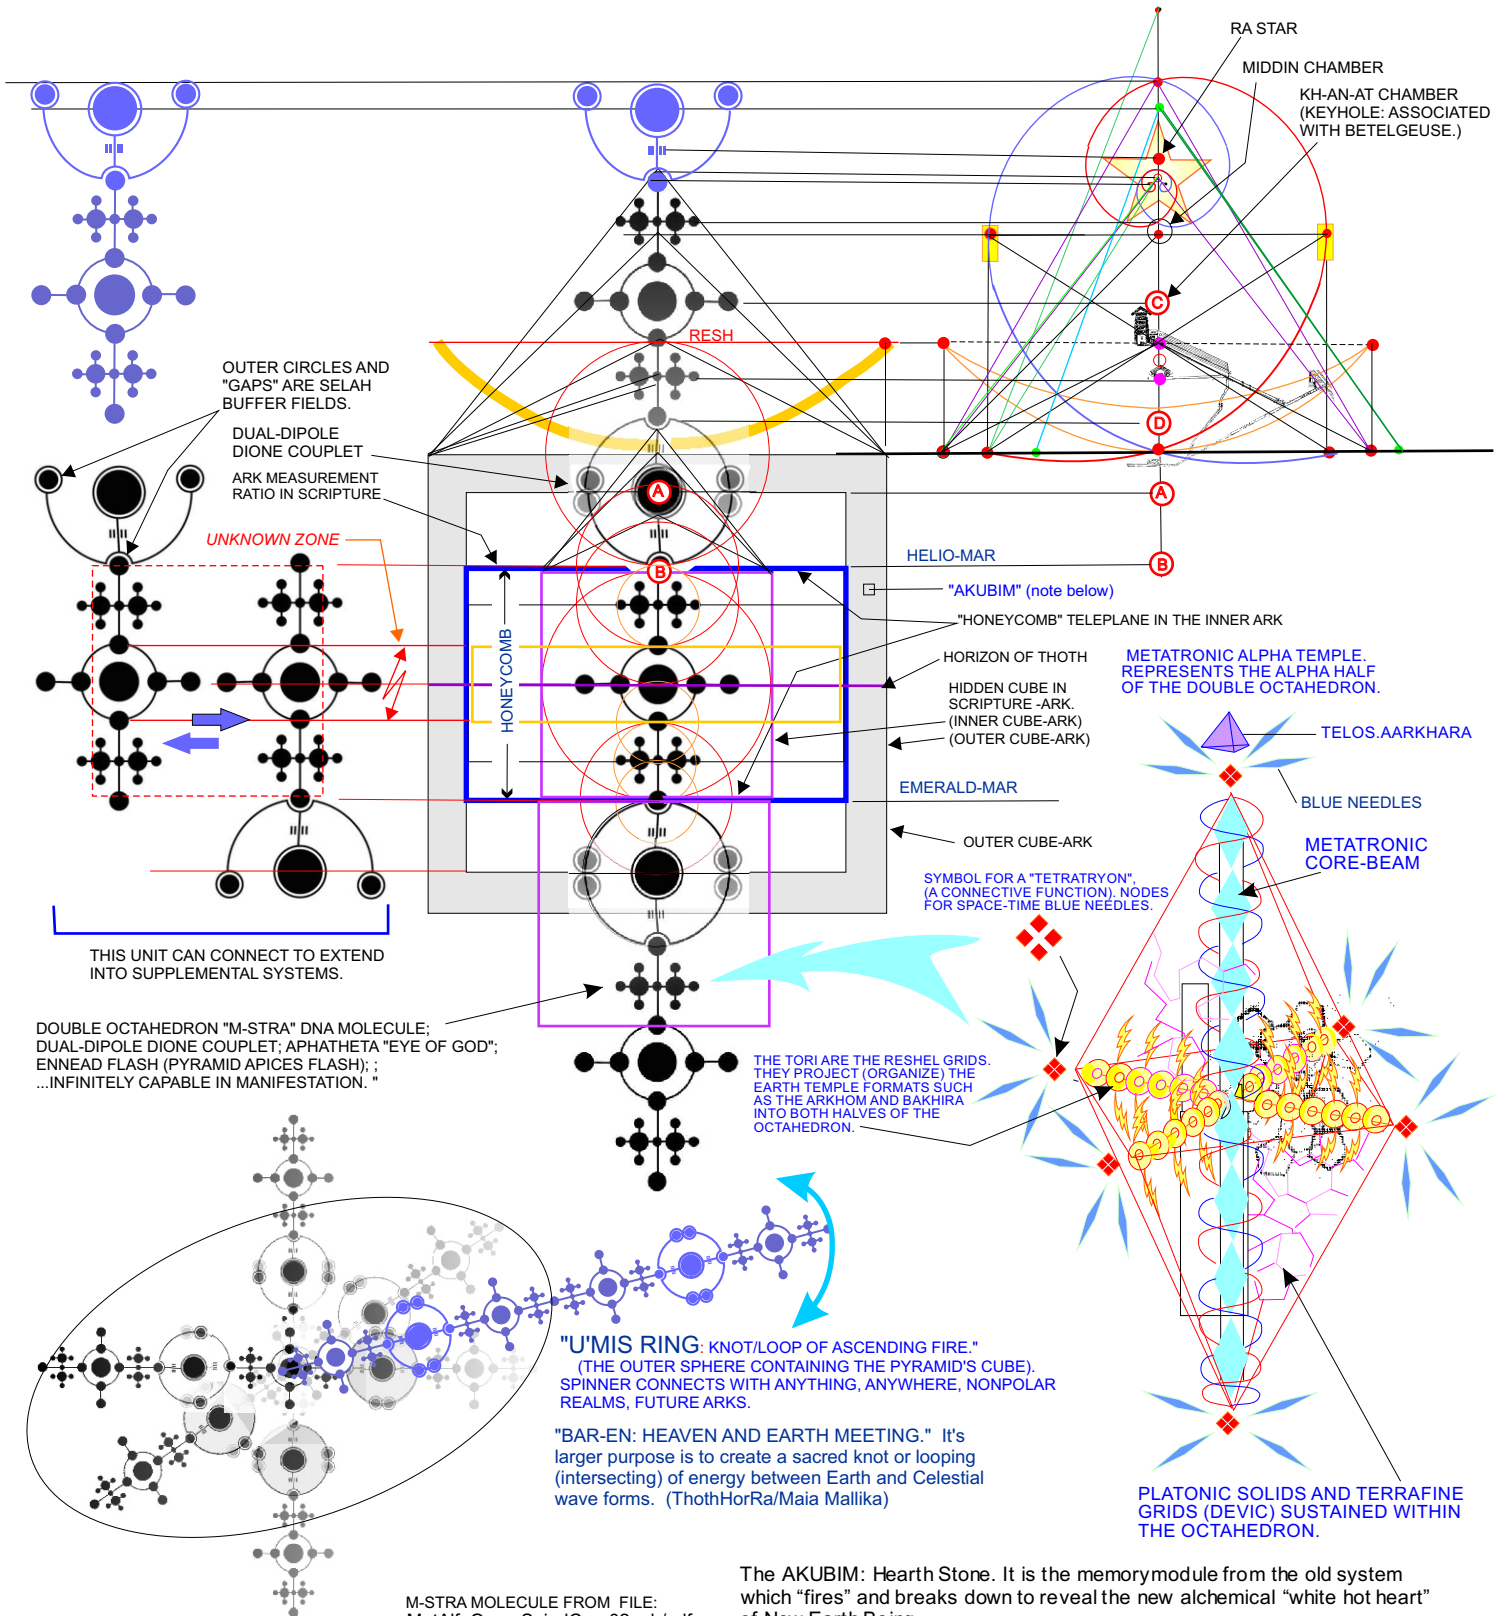 RA STAR
MIDDIN CHAMBER
KH-AN-AT CHAMBER
(KEYHOLE: ASSOCIATED
WITH BETELGEUSE.)
C
RESH
OUTER CIRCLES AND
"GAPS" ARE SELAH
BUFFER FIELDS.
DUAL-DIPOLE
DIONE COUPLET
ARK MEASUREMENT
RATIO IN SCRIPTURE
D
A
A
UNKNOWN ZONE
HELIO-MAR
B
B
"AKUBIM" (note below)
"HONEYCOMB" TELEPLANE IN THE INNER ARK
HONEYCOMB
HORIZON OF THOTH
HIDDEN CUBE IN
SCRIPTURE -ARK.
(INNER CUBE-ARK)
(OUTER CUBE-ARK)
METATRONIC ALPHA TEMPLE.
REPRESENTS THE ALPHA HALF
OF THE DOUBLE OCTAHEDRON.
TELOS.AARKHARA
EMERALD-MAR
BLUE NEEDLES
OUTER CUBE-ARK
METATRONIC
CORE-BEAM
SYMBOL FOR A "TETRATRYON",
(A CONNECTIVE FUNCTION). NODES
FOR SPACE-TIME BLUE NEEDLES.
THIS UNIT CAN CONNECT TO EXTEND
INTO SUPPLEMENTAL SYSTEMS.
DOUBLE OCTAHEDRON "M-STRA" DNA MOLECULE;
DUAL-DIPOLE DIONE COUPLET; APHATHETA "EYE OF GOD";
ENNEAD FLASH (PYRAMID APICES FLASH); ;
...INFINITELY CAPABLE IN MANIFESTATION. "
THE TORI ARE THE RESHEL GRIDS.
THEY PROJECT (ORGANIZE) THE
EARTH TEMPLE FORMATS SUCH
AS THE ARKHOM AND BAKHIRA
INTO BOTH HALVES OF THE
OCTAHEDRON.
"U'MIS RING: KNOT/LOOP OF ASCENDING FIRE."
(THE OUTER SPHERE CONTAINING THE PYRAMID'S CUBE).
SPINNER CONNECTS WITH ANYTHING, ANYWHERE, NONPOLAR
REALMS, FUTURE ARKS.
"BAR-EN: HEAVEN AND EARTH MEETING." It's
larger purpose is to create a sacred knot or looping
(intersecting) of energy between Earth and Celestial
wave forms. (ThothHorRa/Maia Mallika)
PLATONIC SOLIDS AND TERRAFINE
GRIDS (DEVIC) SUSTAINED WITHIN
THE OCTAHEDRON.
The AKUBIM: Hearth Stone. It is the memorymodule from the old system
which “fires” and breaks down to reveal the new alchemical “white hot heart”
of New Earth Being
M-STRA MOLECULE FROM FILE: